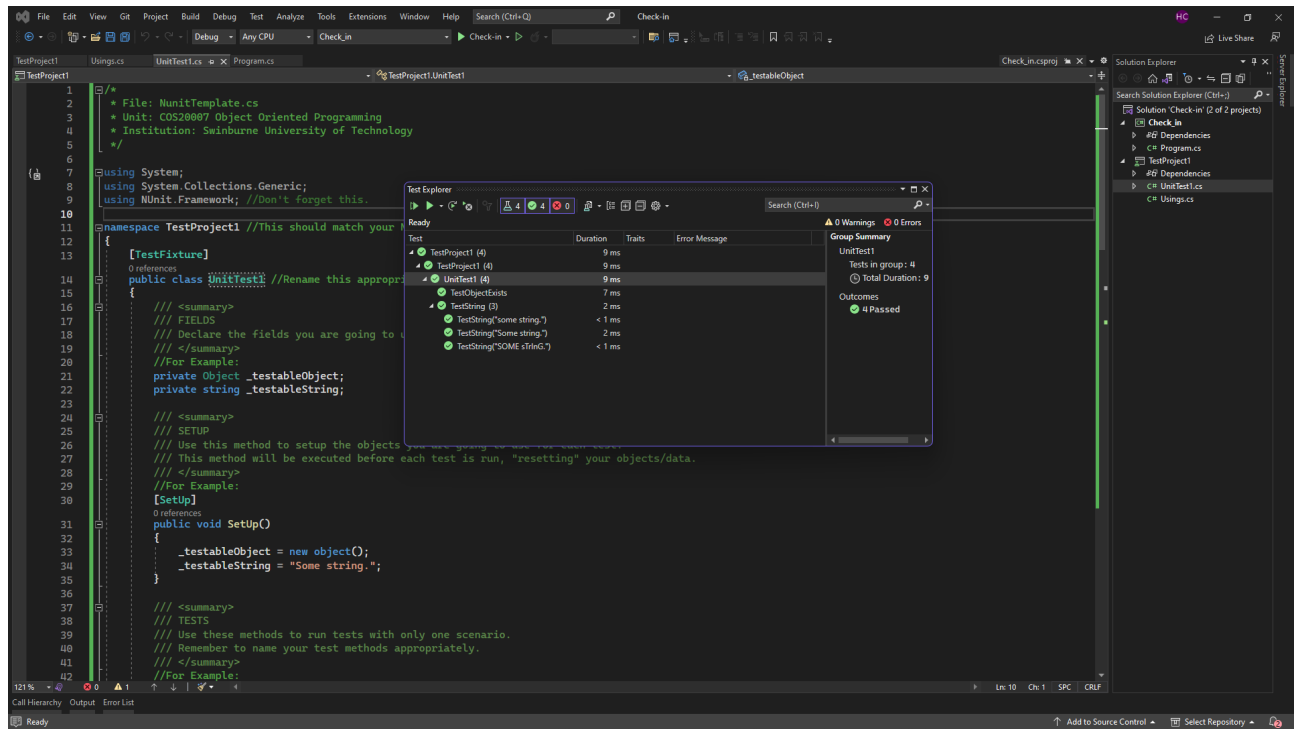 File Edit View Git Project Build Debug Test Analyze Tools Extensions Window Help Search (Ctrl+Q) Check-in HC
Debug Any CPU Check_in Check-in Live Share
TestProject1 Usings.cs UnitTest1.cs Program.cs Check_in.csproj
TestProject1 TestProject1.UnitTest1 _testableObject
1 /*
2 * File: NunitTemplate.cs
3 * Unit: COS20007 Object Oriented Programming
4 * Institution: Swinburne University of Technology
5 */
6
7 using System;
8 using System.Collections.Generic;
9 using NUnit.Framework; //Don't forget this.
10
11 namespace TestProject1 //This should match your N
12 {
13 [TestFixture]
0 references
14 public class UnitTest1 //Rename this appropri
15 {
16 /// <summary>
17 /// FIELDS
18 /// Declare the fields you are going to u
19 /// </summary>
20 //For Example:
21 private Object _testableObject;
22 private string _testableString;
23
24 /// <summary>
25 /// SETUP
26 /// Use this method to setup the objects you are going to use for each test.
27 /// This method will be executed before each test is run, "resetting" your objects/data.
28 /// </summary>
29 //For Example:
30 [SetUp]
0 references
31 public void SetUp()
32 {
33 _testableObject = new object();
34 _testableString = "Some string.";
35 }
36
37 /// <summary>
38 /// TESTS
39 /// Use these methods to run tests with only one scenario.
40 /// Remember to name your test methods appropriately.
41 /// </summary>
42 //For Example:
Test Explorer
4 4 0 Search (Ctrl+I)
Ready 0 Warnings 0 Errors
Test Duration Traits Error Message
TestProject1 (4) 9 ms
TestProject1 (4) 9 ms
UnitTest1 (4) 9 ms
TestObjectExists 7 ms
TestString (3) 2 ms
TestString("some string.") < 1 ms
TestString("Some string.") 2 ms
TestString("SOME sTrInG.") < 1 ms
Group Summary
UnitTest1
Tests in group: 4
Total Duration: 9
Outcomes
4 Passed
Solution Explorer
Search Solution Explorer (Ctrl+;)
Solution 'Check-in' (2 of 2 projects)
Check_in
Dependencies
C# Program.cs
TestProject1
Dependencies
C# UnitTest1.cs
C# Usings.cs
Server Explorer
121 % 0 1 Ln: 10 Ch: 1 SPC CRLF
Call Hierarchy Output Error List
Ready Add to Source Control Select Repository 2